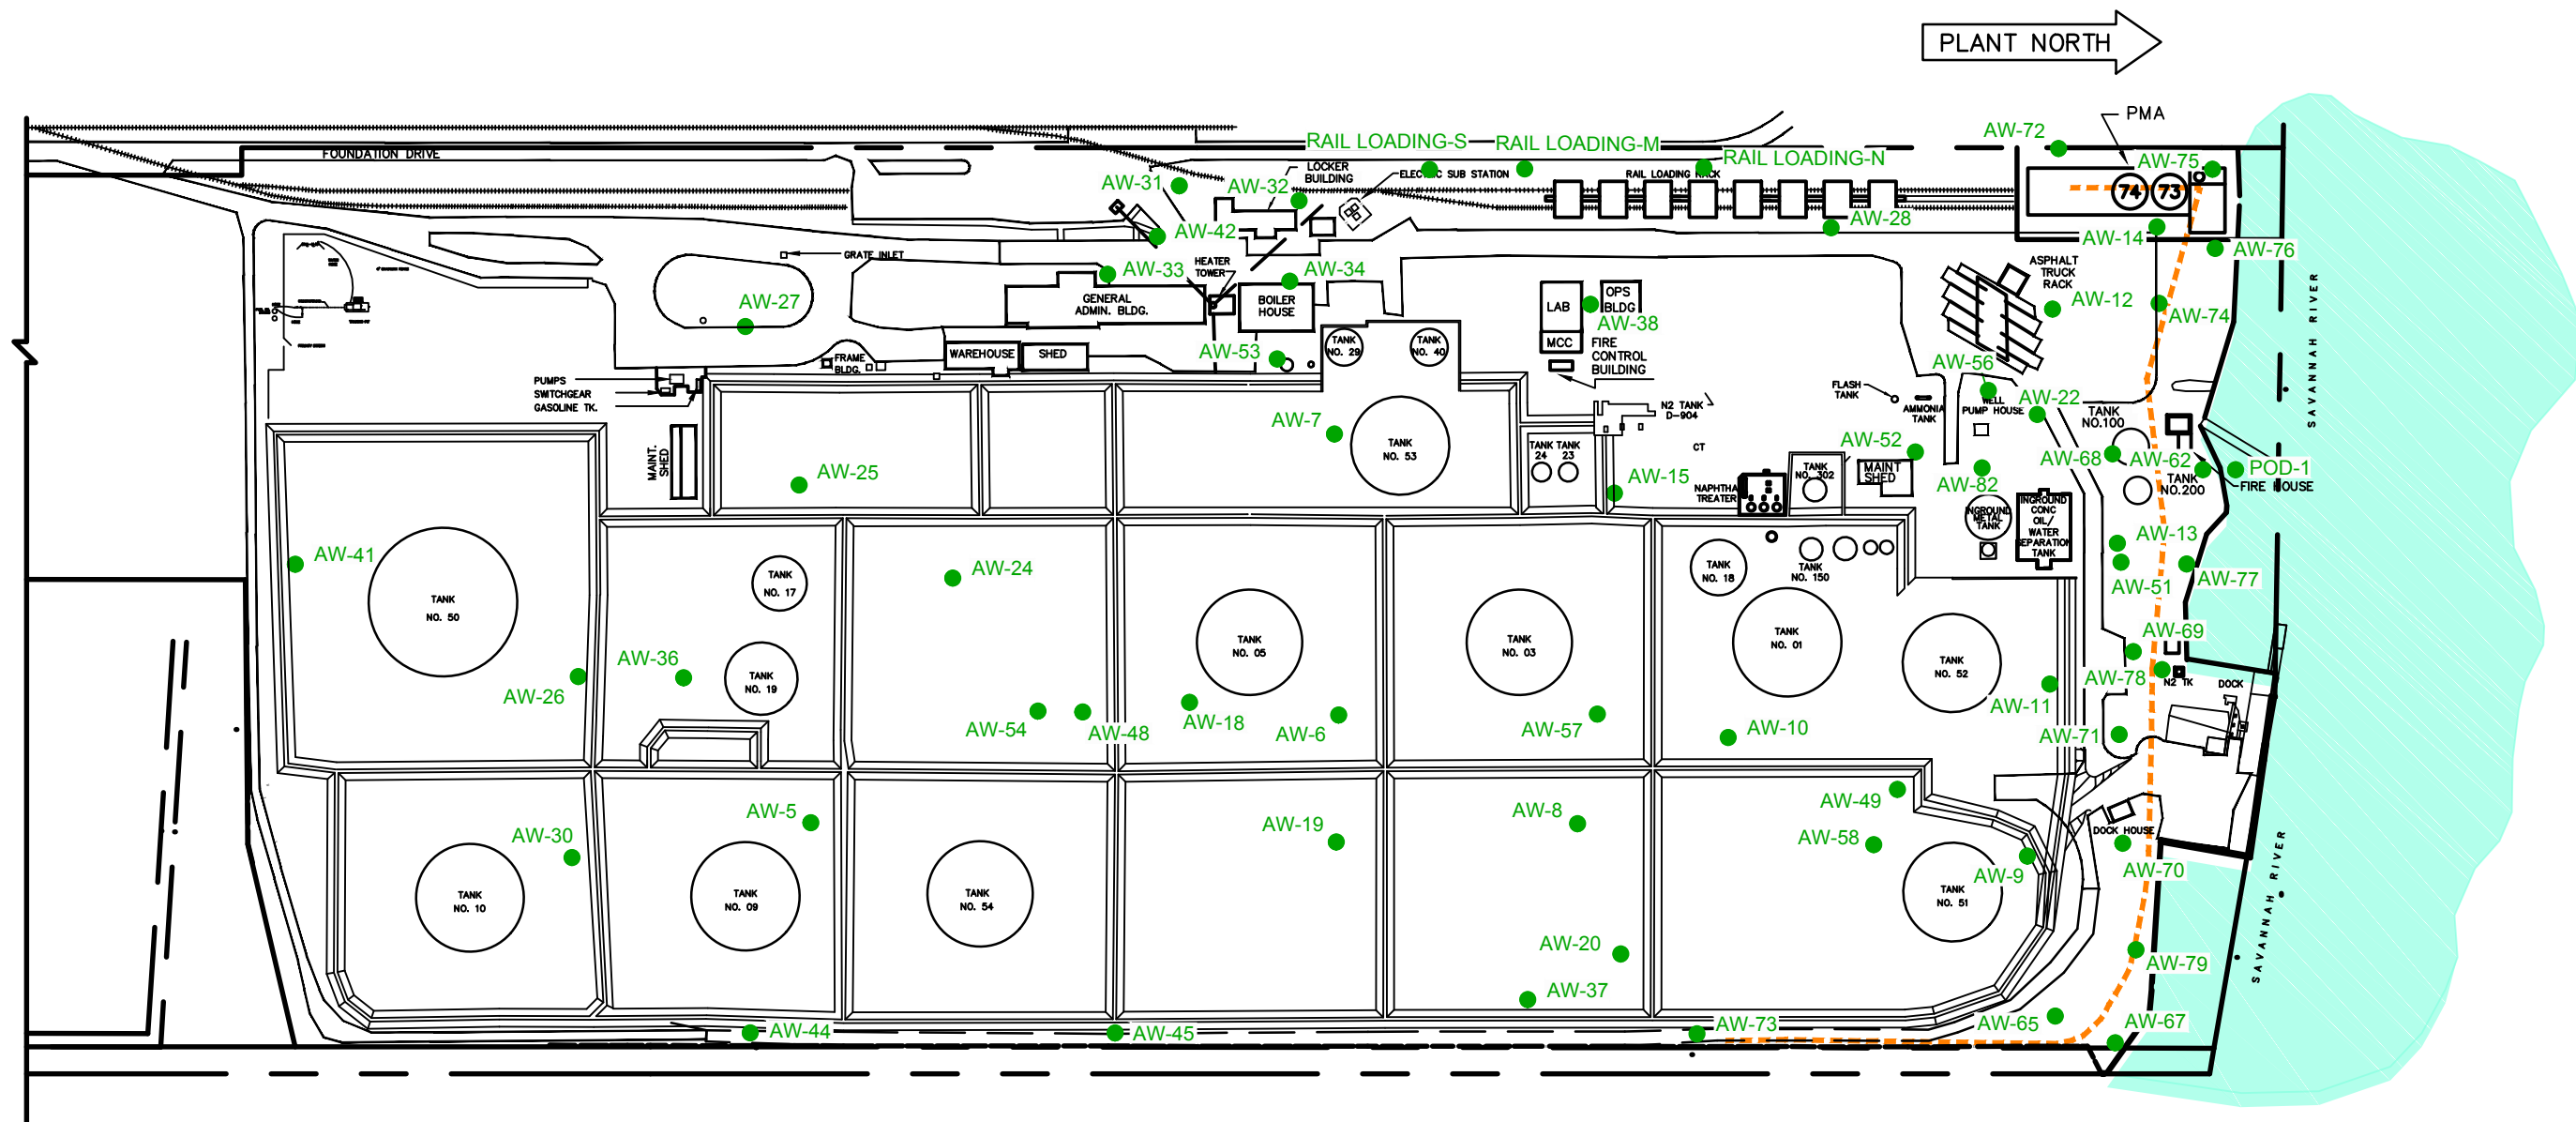 PLANT NORTH
PMA
AW-72
RAIL LOADING-S
RAIL LOADING-M
RAIL LOADING-N
FOUNDATION DRIVE
LOCKER
BUILDING
ELECTRIC SUB STATION
RAIL LOADING RACK
AW-75
AW-31
AW-32
74
73
AW-28
AW-42
AW-14
AW-76
GRATE INLET
AW-33
HEATER
TOWER
AW-34
ASPHALT
TRUCK
RACK
SAVANNAH RIVER
AW-27
GENERAL
ADMIN. BLDG.
BOILER
HOUSE
LAB
OPS
BLDG
AW-38
AW-12
AW-74
TANK
NO. 29
TANK
NO. 40
MCC
FIRE
CONTROL
BUILDING
AW-53
WAREHOUSE
SHED
FRAME
BLDG.
AW-56
PUMPS
SWITCHGEAR
GASOLINE TK.
FLASH
TANK
AMMONIA
TANK
WELL
PUMP HOUSE
AW-22
N2 TANK
D-904
TANK
NO.100
AW-7
TANK
NO. 53
MAINT.
SHED
AW-25
TANK
24
TANK
23
CT
AW-52
AW-15
NAPHTHA
TREATER
TANK
NO. 302
MAINT
SHED
AW-82
AW-68
AW-62
POD-1
TANK
NO.200
FIRE HOUSE
INGROUND
METAL
TANK
INGROUND
CONC
OIL/
WATER
SEPARATION
TANK
AW-13
AW-41
AW-24
AW-51
AW-77
TANK
NO. 50
TANK
NO. 17
TANK
NO. 18
TANK
NO. 150
TANK
NO. 05
TANK
NO. 03
TANK
NO. 01
TANK
NO. 52
AW-69
AW-36
TANK
NO. 19
AW-26
AW-78
N2 TK
DOCK
AW-11
AW-54
AW-48
AW-18
AW-6
AW-57
AW-10
AW-71
AW-5
AW-30
AW-19
AW-8
AW-49
AW-58
DOCK HOUSE
AW-9
AW-70
TANK
NO. 10
TANK
NO. 09
TANK
NO. 54
TANK
NO. 51
SAVANNAH RIVER
AW-20
AW-37
AW-79
AW-44
AW-45
AW-73
AW-65
AW-67